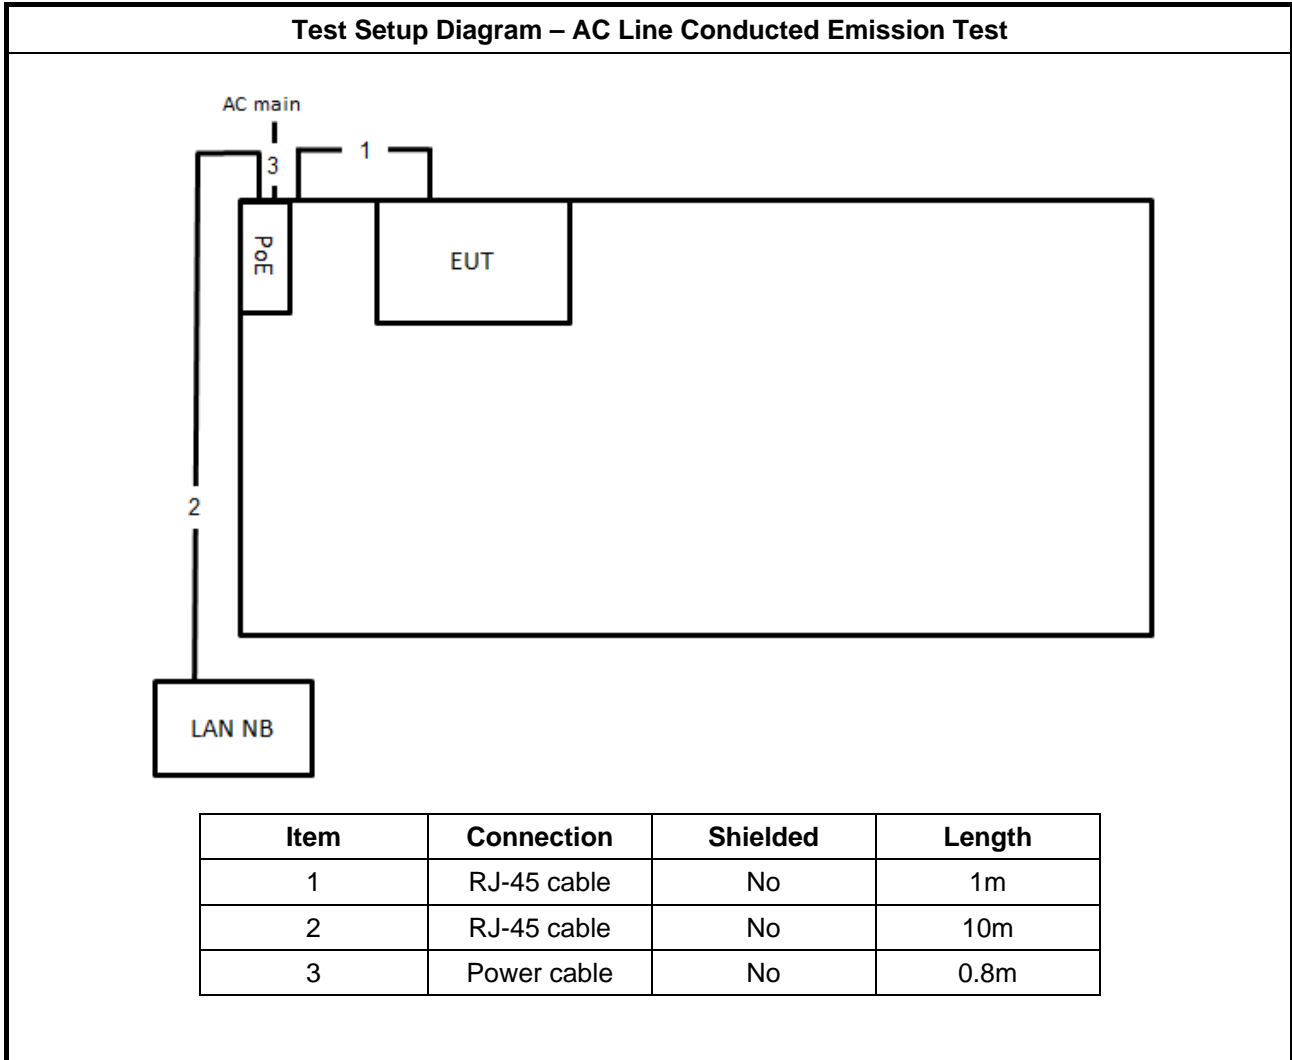 Test Setup Diagram – AC Line Conducted Emission Test
AC main
3
1
PoE
EUT
2
LAN NB
Item Connection Shielded Length
1 RJ-45 cable No 1m
2 RJ-45 cable No 10m
3 Power cable No 0.8m